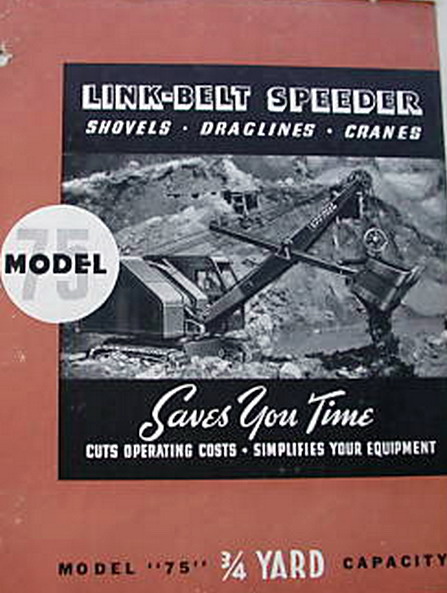 LINK-BELT SPEEDER
SHOVELS · DRAGLINES · CRANES
75
MODEL
Saves You Time
CUTS OPERATING COSTS · SIMPLIFIES YOUR EQUIPMENT
MODEL "75" 3/4 YARD CAPACITY